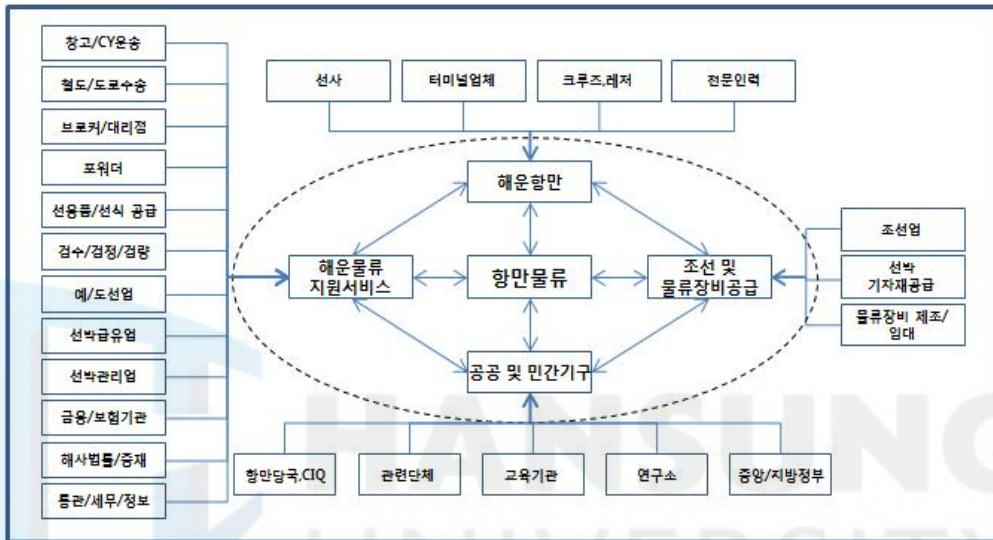 창고/CY운송
철도/도로수송
브로커/대리점
포워더
선용품/선식 공급
검수/검정/검량
예/도선업
선박급유업
선박관리업
금융/보험기관
해사법률/중재
통관/세무/정보
선사
터미널업체
크루즈,레저
전문인력
해운항만
해운물류
지원서비스
항만물류
조선 및
물류장비공급
공공 및 민간기구
조선업
선박
기자재공급
물류장비 제조/
임대
항만당국,CIQ
관련단체
교육기관
연구소
중앙/지방정부
HANSUNG
UNIVERSITY